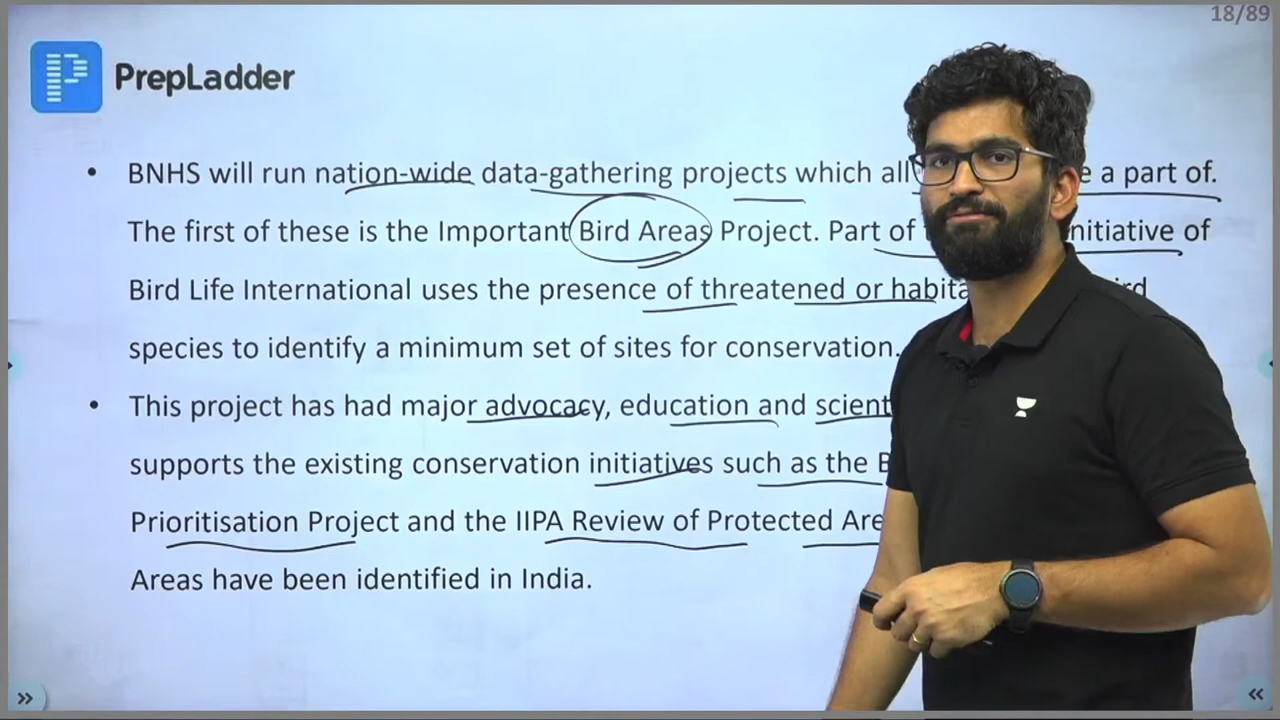 18/89
PrepLadder
• BNHS will run nation-wide data-gathering projects which all a part of.
The first of these is the Important Bird Areas Project. Part of of
Bird Life International uses the presence of threatened or
species to identify a minimum set of sites for conservation.
• This project has had major advocacy, education and
supports the existing conservation initiatives such as the
Prioritisation Project and the IIPA Review of Protected
Areas have been identified in India.